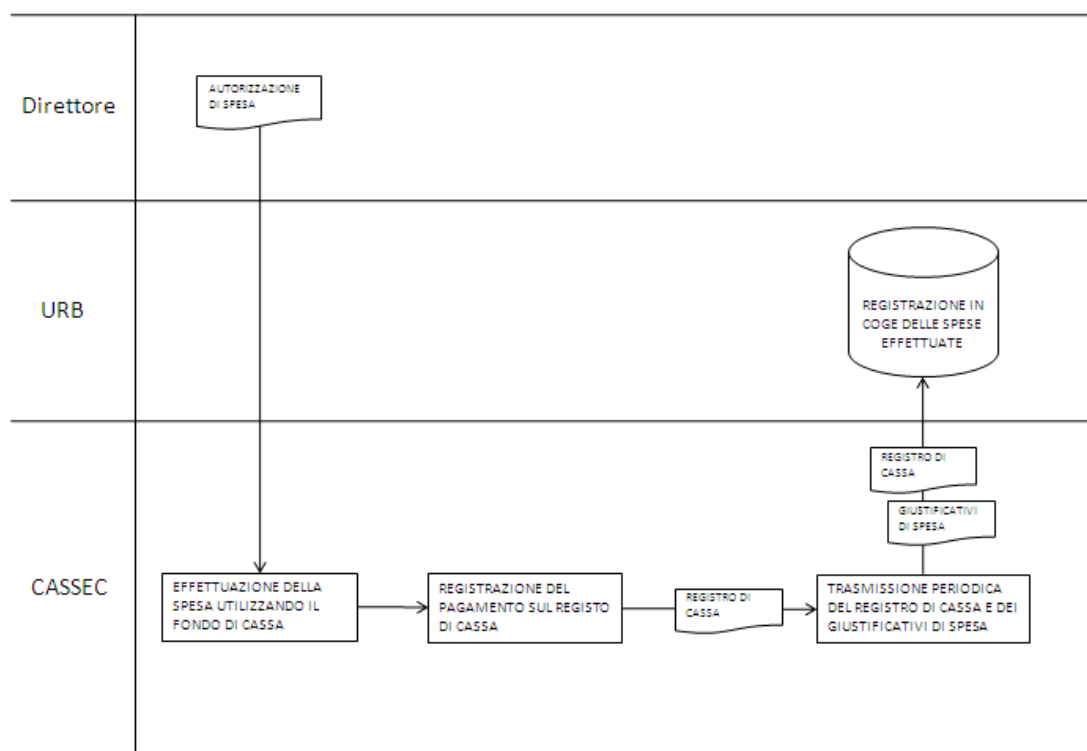 Direttore
AUTORIZZAZIONE
DI SPESA
URB
REGISTRAZIONE IN
COGE DELLE SPESE
EFFETTUATE
CASSEC
REGISTRO DI
CASSA
GIUSTIFICATIVI
DI SPESA
EFFETTUAZIONE DELLA
SPESA UTILIZZANDO IL
FONDO DI CASSA
REGISTRAZIONE DEL
PAGAMENTO SUL REGISTO
DI CASSA
REGISTRO DI
CASSA
TRASMISSIONE PERIODICA
DEL REGISTRO DI CASSA E DEI
GIUSTIFICATIVI DI SPESA